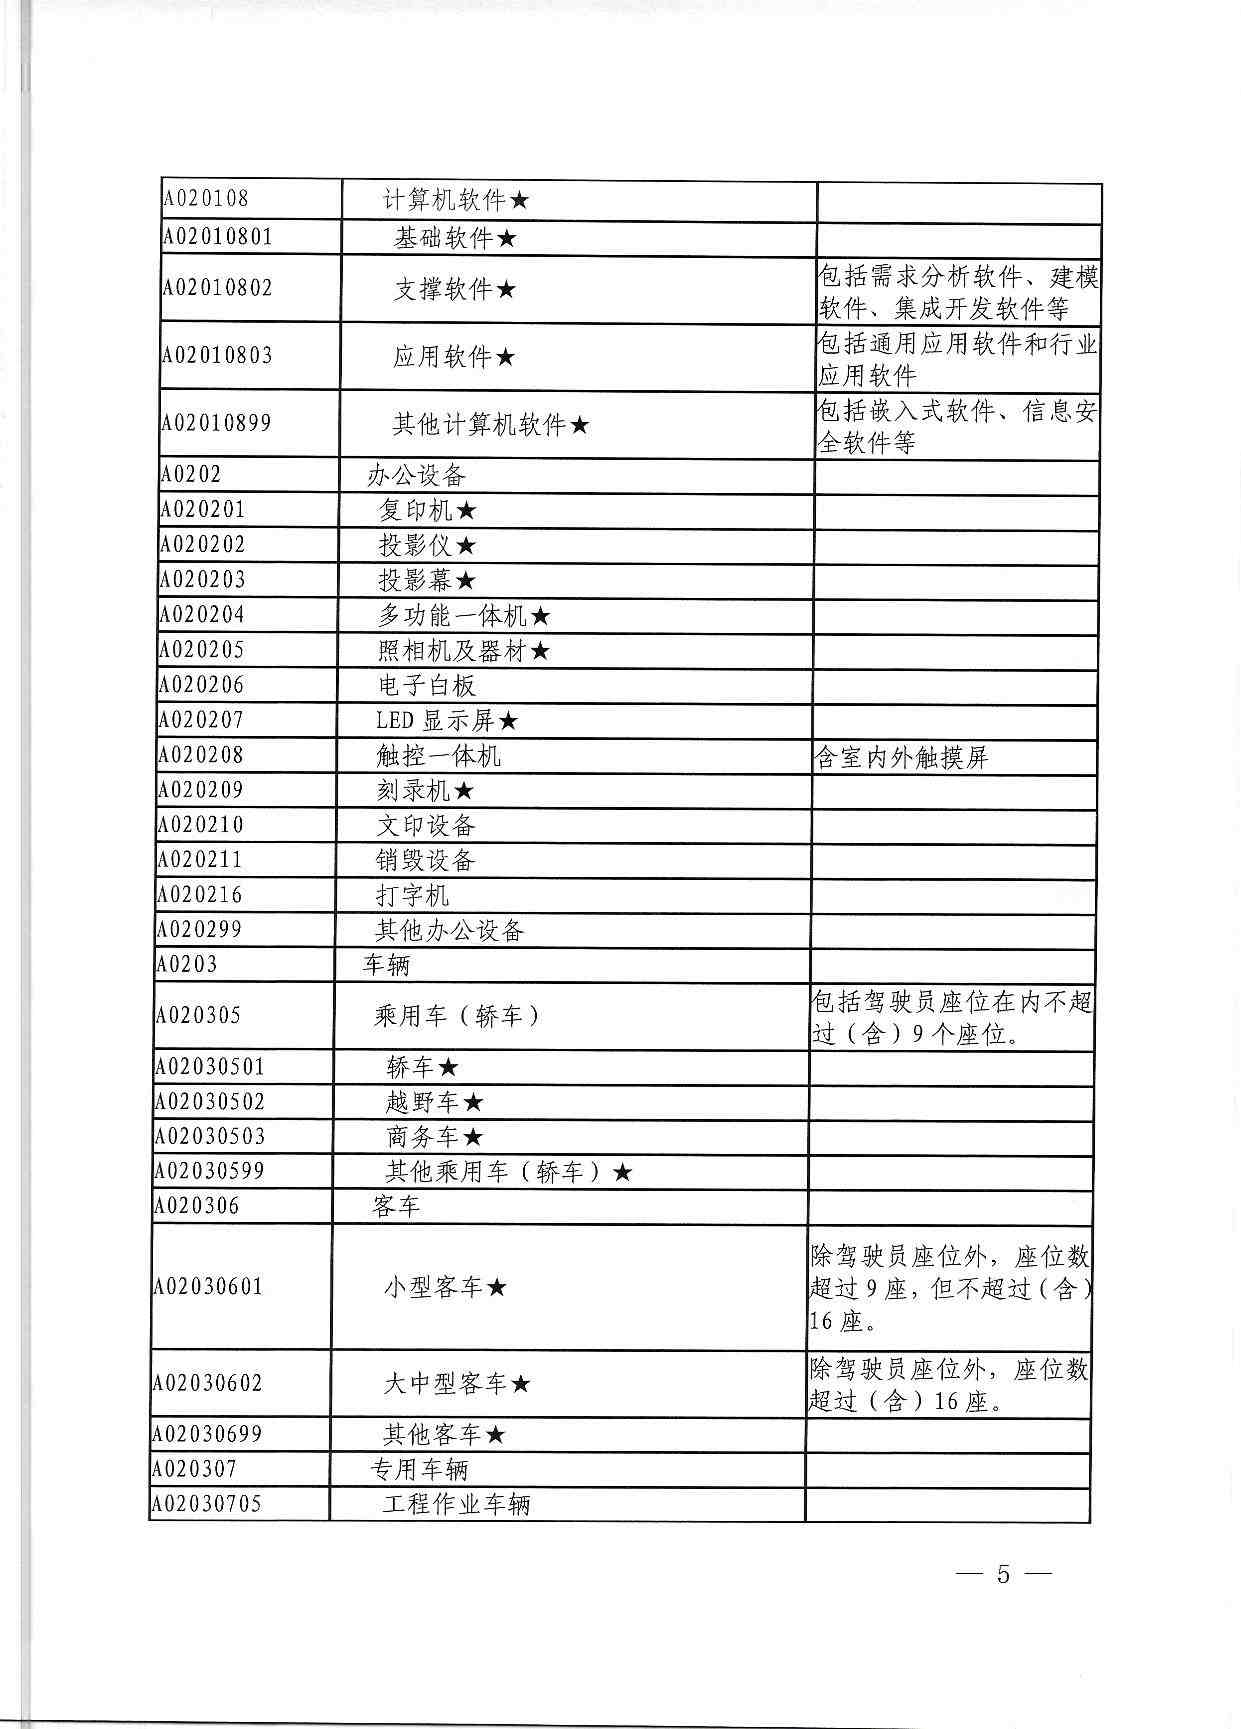 A020108 计算机软件★
A02010801 基础软件★
A02010802 支撑软件★ 包括需求分析软件、建模
软件、集成开发软件等
A02010803 应用软件★ 包括通用应用软件和行业
应用软件
A02010899 其他计算机软件★ 包括嵌入式软件、信息安
全软件等
A0202 办公设备
A020201 复印机★
A020202 投影仪★
A020203 投影幕★
A020204 多功能一体机★
A020205 照相机及器材★
A020206 电子白板
A020207 LED 显示屏★
A020208 触控一体机 含室内外触摸屏
A020209 刻录机★
A020210 文印设备
A020211 销毁设备
A020216 打字机
A020299 其他办公设备
A0203 车辆
A020305 乘用车（轿车） 包括驾驶员座位在内不超
过（含）9 个座位。
A02030501 轿车★
A02030502 越野车★
A02030503 商务车★
A02030599 其他乘用车（轿车）★
A020306 客车
A02030601 小型客车★ 除驾驶员座位外，座位数
超过 9 座，但不超过（含）
16 座。
A02030602 大中型客车★ 除驾驶员座位外，座位数
超过（含）16 座。
A02030699 其他客车★
A020307 专用车辆
A02030705 工程作业车辆
— 5 —